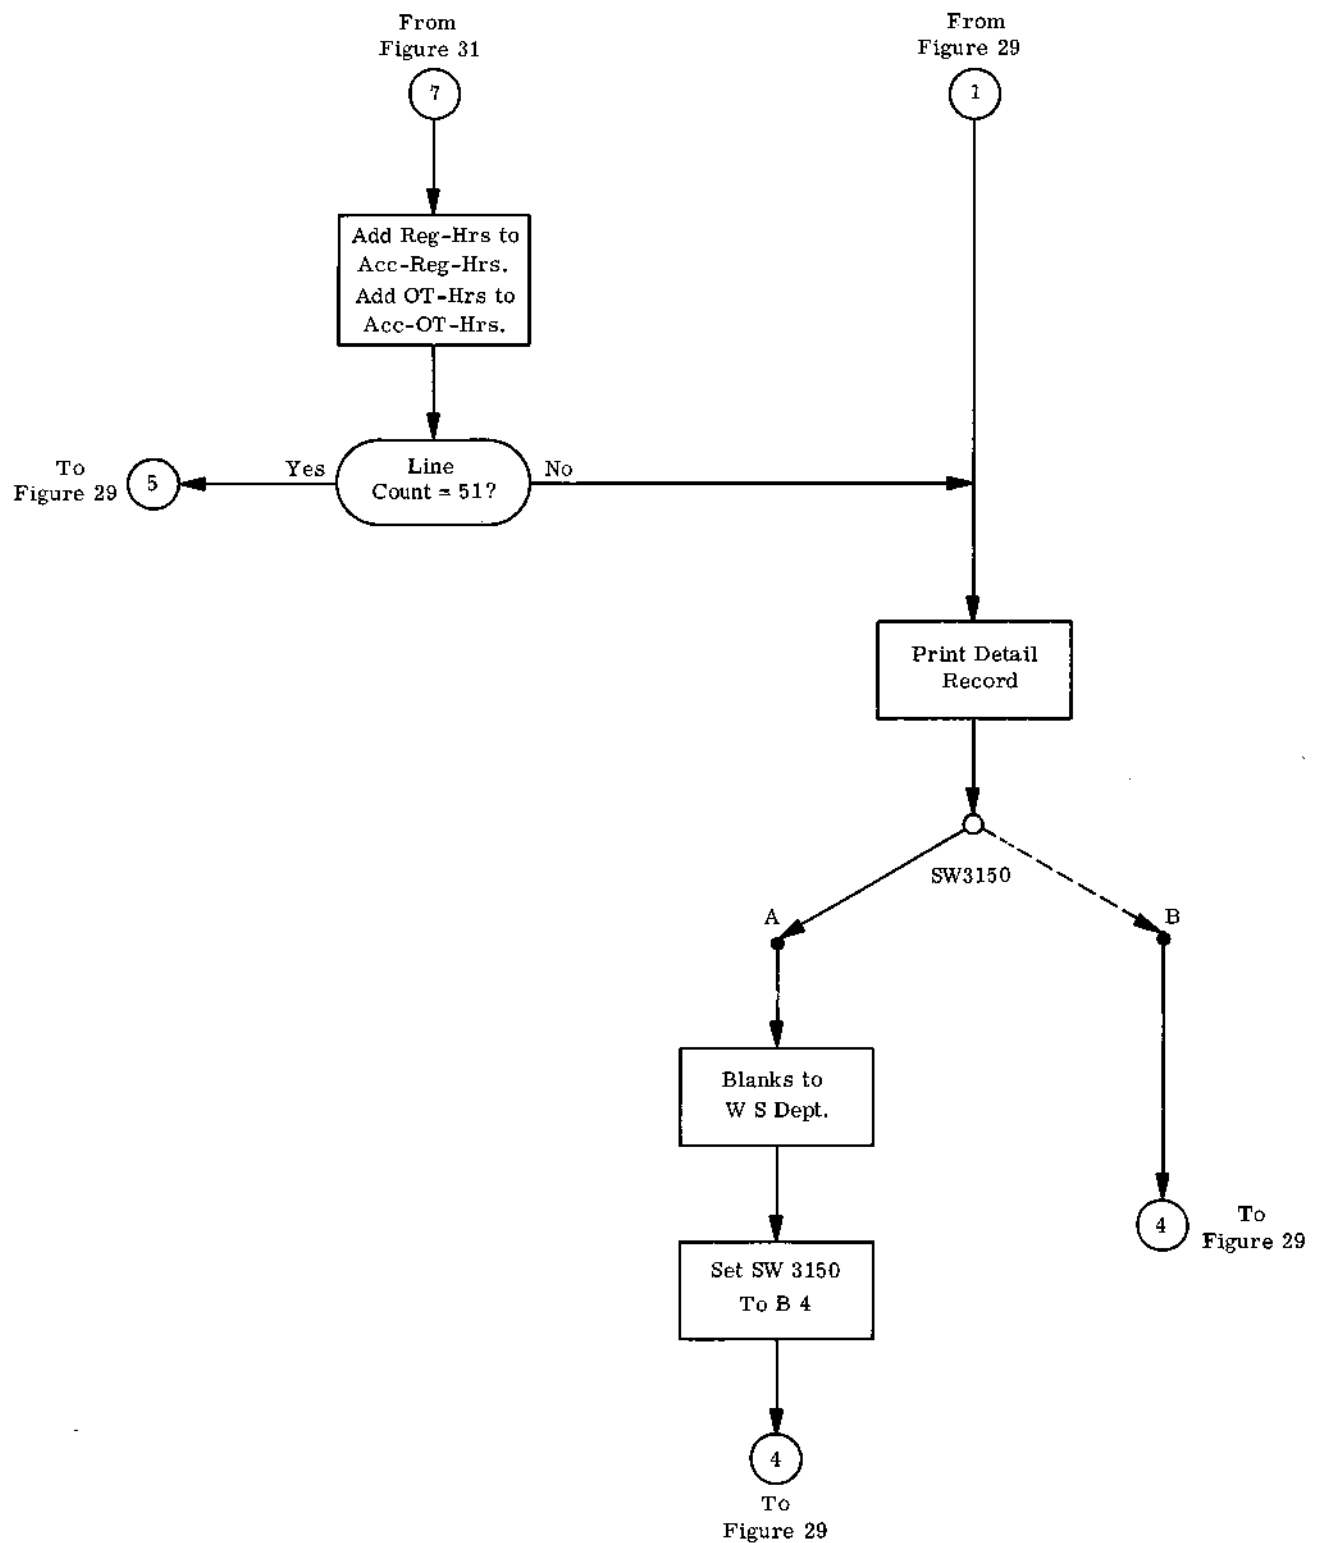 From
Figure 31
7
From
Figure 29
1
Add Reg-Hrs to
Acc-Reg-Hrs.
Add OT-Hrs to
Acc-OT-Hrs.
To
Figure 29
5
Yes
Line
Count = 51?
No
Print Detail
Record
SW3150
A
B
Blanks to
W S Dept.
Set SW 3150
To B 4
4
To
Figure 29
4
To
Figure 29